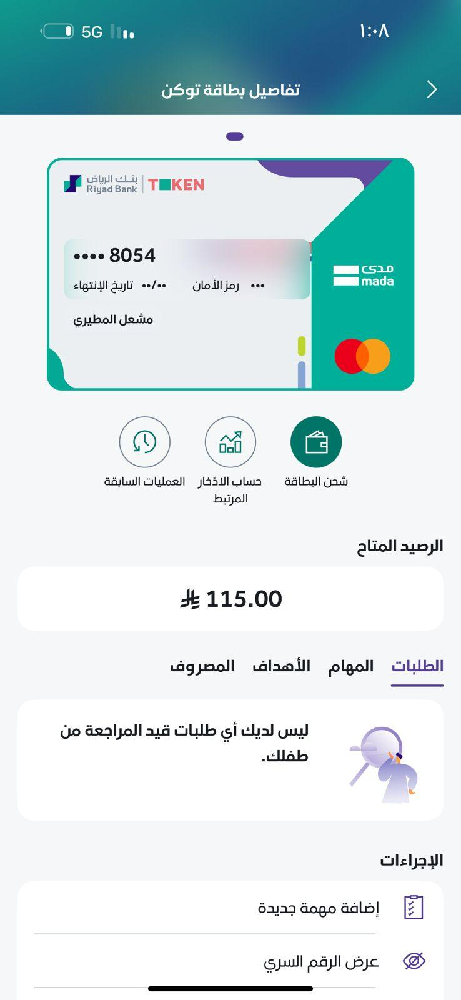 ١:٠٨
5G
تفاصيل بطاقة توكن
بنك الرياض
Riyad Bank
TOKEN
•••• 8054
تاريخ الإنتهاء ••/•• رمز الأمان •••
مشعل المطيري
مدى
mada
شحن البطاقة
حساب الادّخار المرتبط
العمليات السابقة
الرصيد المتاح
115.00
الطلبات المهام الأهداف المصروف
ليس لديك أي طلبات قيد المراجعة من
طفلك.
الإجراءات
إضافة مهمة جديدة
عرض الرقم السري